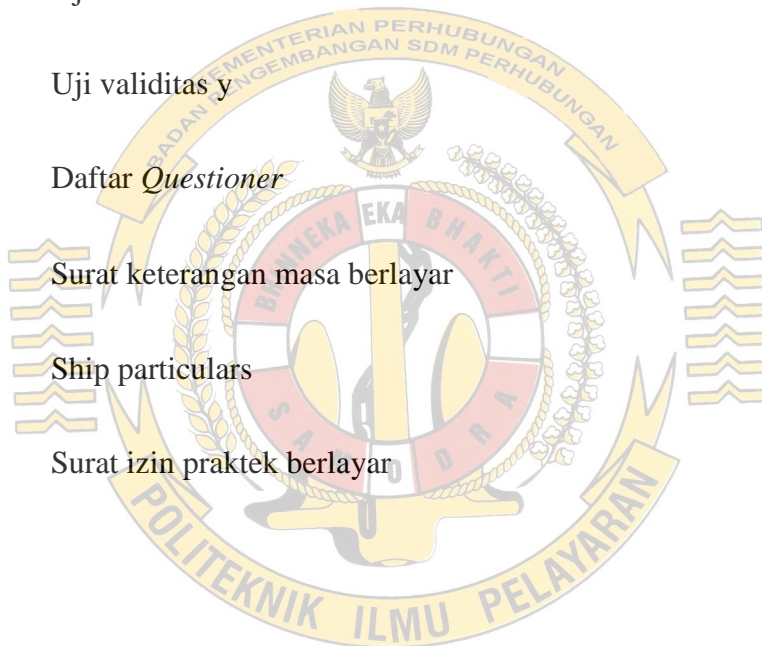 KEMENTERIAN PERHUBUNGAN
BADAN PENGEMBANGAN SDM PERHUBUNGAN
Uji validitas y
Daftar Questioner
BHINNEKA EKA BHAKTI
Surat keterangan masa berlayar
Ship particulars
Surat izin praktek berlayar
POLITEKNIK ILMU PELAYARAN